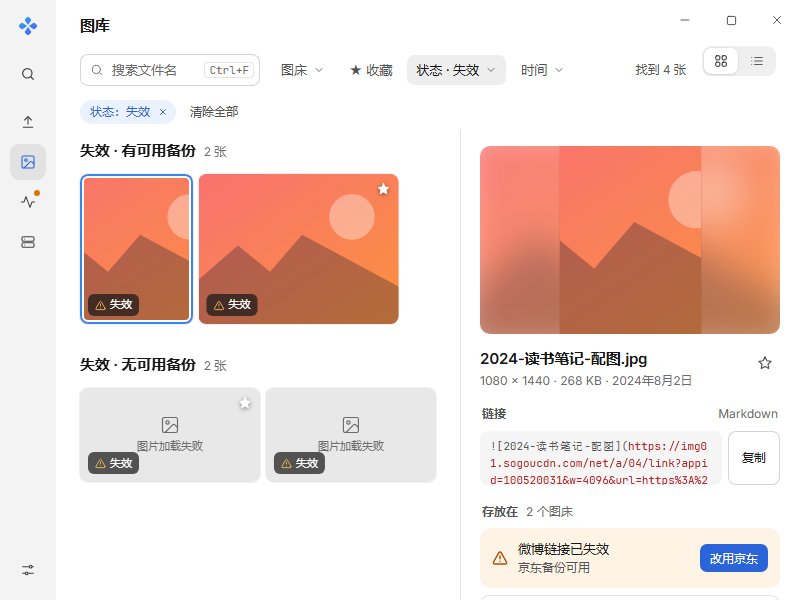 图库
搜索文件名 Ctrl+F 图床 ★ 收藏 状态 · 失效 时间 找到 4 张
状态：失效 × 清除全部
失效 · 有可用备份 2 张
失效
失效
失效 · 无可用备份 2 张
图片加载失败
失效
图片加载失败
失效
2024-读书笔记-配图.jpg
1080 × 1440 · 268 KB · 2024年8月2日
链接 Markdown
![2024-读书笔记-配图](https://img0
1.sogoucdn.com/net/a/04/link?appi
d=100520031&w=4096&url=https%3A%2
复制
存放在 2 个图床
微博链接已失效
京东备份可用
改用京东